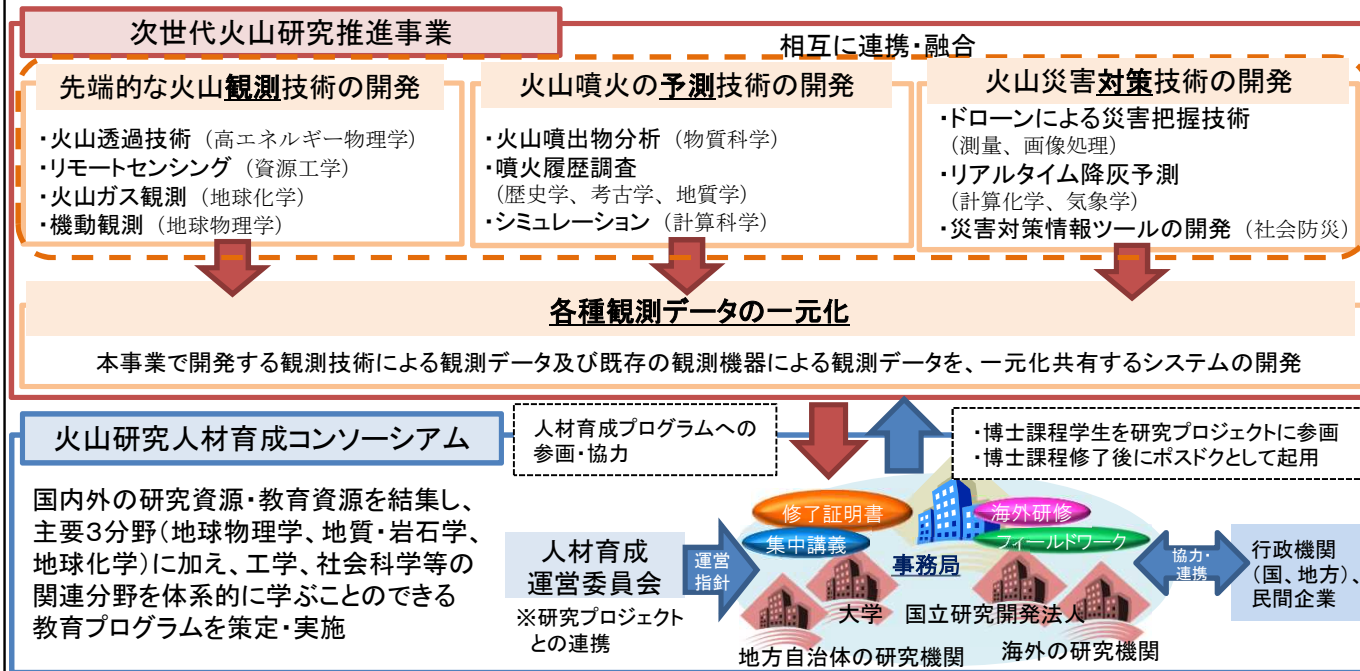 次世代火山研究推進事業
相互に連携・融合
先端的な火山観測技術の開発
・火山透過技術（高エネルギー物理学）
・リモートセンシング（資源工学）
・火山ガス観測（地球化学）
・機動観測（地球物理学）
火山噴火の予測技術の開発
・火山噴出物分析（物質科学）
・噴火履歴調査
（歴史学、考古学、地質学）
・シミュレーション（計算科学）
火山災害対策技術の開発
・ドローンによる災害把握技術
（測量、画像処理）
・リアルタイム降灰予測
（計算化学、気象学）
・災害対策情報ツールの開発（社会防災）
各種観測データの一元化
本事業で開発する観測技術による観測データ及び既存の観測機器による観測データを、一元化共有するシステムの開発
火山研究人材育成コンソーシアム
人材育成プログラムへの
参画・協力
・博士課程学生を研究プロジェクトに参画
・博士課程修了後にポスドクとして起用
国内外の研究資源・教育資源を結集し、
主要３分野（地球物理学、地質・岩石学、
地球化学）に加え、工学、社会科学等の
関連分野を体系的に学ぶことのできる
教育プログラムを策定・実施
人材育成
運営委員会
※研究プロジェクト
との連携
運営
指針
修了証明書
集中講義
海外研修
フィールドワーク
事務局
大学
国立研究開発法人
地方自治体の研究機関
海外の研究機関
協力・
連携
行政機関
（国、地方）、
民間企業